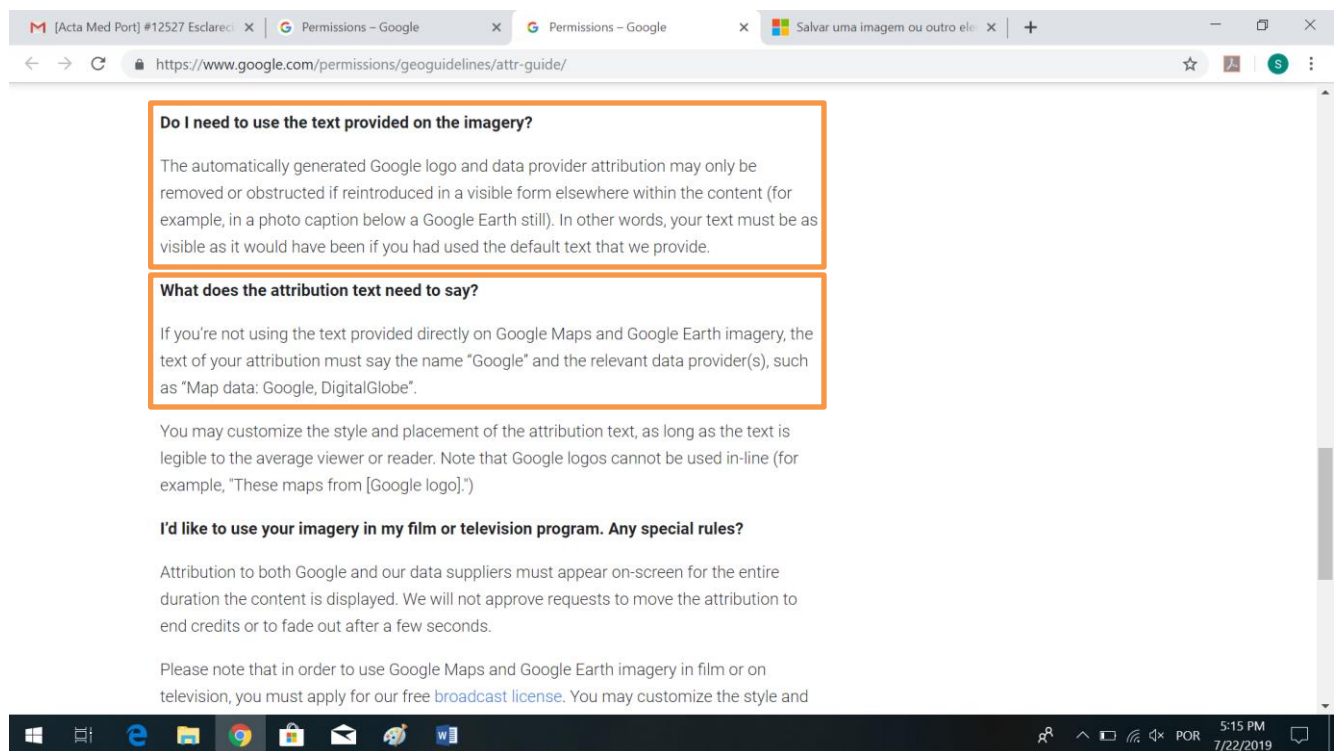 [Acta Med Port] #12527 Esclareci
Permissions – Google
Permissions – Google
Salvar uma imagem ou outro ele
https://www.google.com/permissions/geoguidelines/attr-guide/
S
Do I need to use the text provided on the imagery?
The automatically generated Google logo and data provider attribution may only be
removed or obstructed if reintroduced in a visible form elsewhere within the content (for
example, in a photo caption below a Google Earth still). In other words, your text must be as
visible as it would have been if you had used the default text that we provide.
What does the attribution text need to say?
If you're not using the text provided directly on Google Maps and Google Earth imagery, the
text of your attribution must say the name “Google” and the relevant data provider(s), such
as “Map data: Google, DigitalGlobe”.
You may customize the style and placement of the attribution text, as long as the text is
legible to the average viewer or reader. Note that Google logos cannot be used in-line (for
example, "These maps from [Google logo].")
I’d like to use your imagery in my film or television program. Any special rules?
Attribution to both Google and our data suppliers must appear on-screen for the entire
duration the content is displayed. We will not approve requests to move the attribution to
end credits or to fade out after a few seconds.
Please note that in order to use Google Maps and Google Earth imagery in film or on
television, you must apply for our free broadcast license. You may customize the style and
POR
5:15 PM
7/22/2019